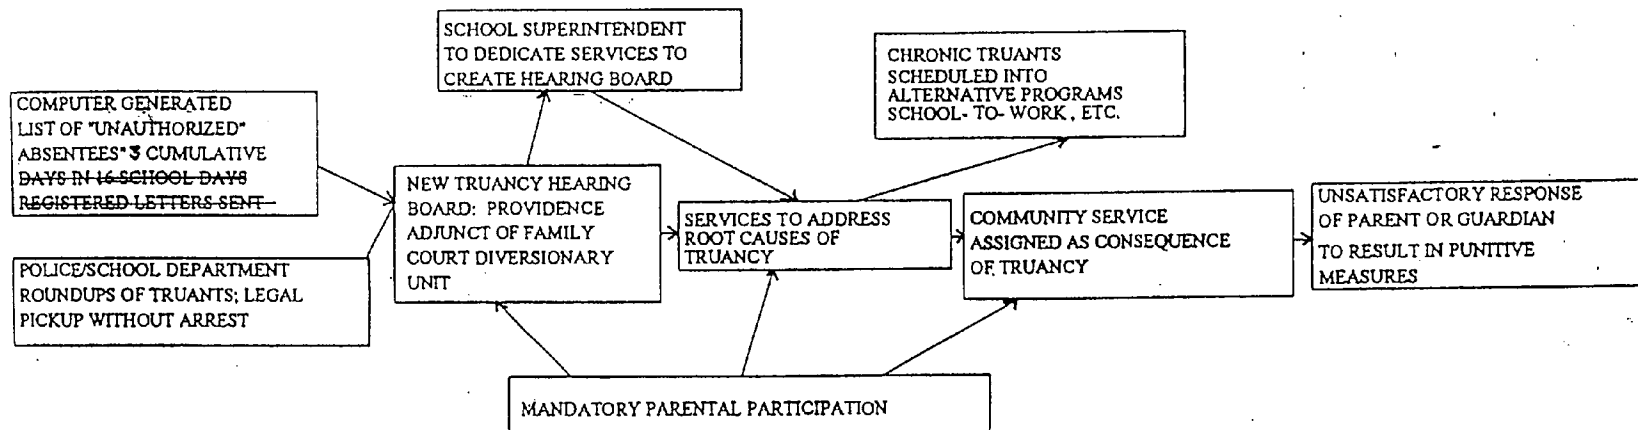 SCHOOL SUPERINTENDENT
TO DEDICATE SERVICES TO
CREATE HEARING BOARD
CHRONIC TRUANTS
SCHEDULED INTO
ALTERNATIVE PROGRAMS
SCHOOL- TO- WORK , ETC.
COMPUTER GENERATED
LIST OF "UNAUTHORIZED"
ABSENTEES" 3 CUMULATIVE
DAYS IN 16 SCHOOL DAYS
REGISTERED LETTERS SENT
NEW TRUANCY HEARING
BOARD: PROVIDENCE
ADJUNCT OF FAMILY
COURT DIVERSIONARY
UNIT
SERVICES TO ADDRESS
ROOT CAUSES OF
TRUANCY
COMMUNITY SERVICE
ASSIGNED AS CONSEQUENCE
OF TRUANCY
UNSATISFACTORY RESPONSE
OF PARENT OR GUARDIAN
TO RESULT IN PUNITIVE
MEASURES
POLICE/SCHOOL DEPARTMENT
ROUNDUPS OF TRUANTS; LEGAL
PICKUP WITHOUT ARREST
MANDATORY PARENTAL PARTICIPATION